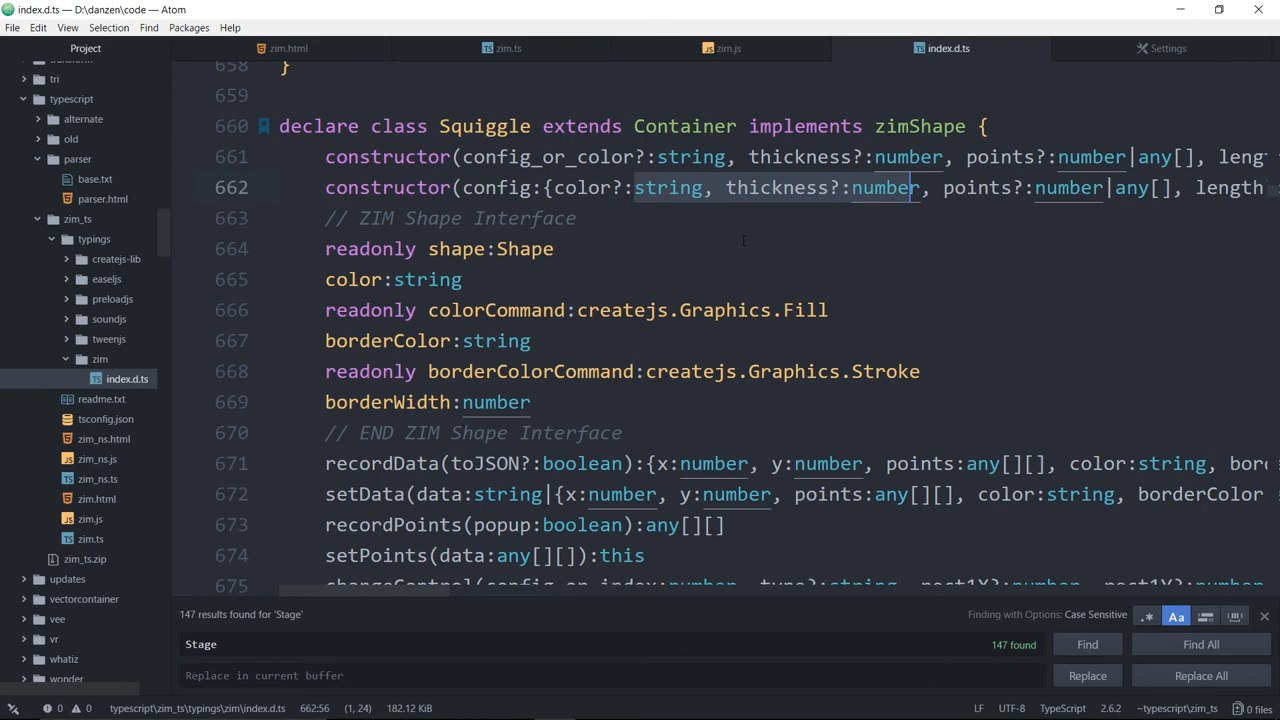 index.d.ts — D:\danzen\code — Atom
File Edit View Selection Find Packages Help
Project
zim.html
zim.ts
zim.js
index.d.ts
Settings
tri
typescript
alternate
old
parser
base.txt
parser.html
zim_ts
typings
createjs-lib
easeljs
preloadjs
soundjs
tweenjs
zim
index.d.ts
readme.txt
tsconfig.json
zim_ns.html
zim_ns.js
zim_ns.ts
zim.html
zim.js
zim.ts
zim_ts.zip
updates
vectorcontainer
vee
vr
whatiz
wonder
658 }
659
660 declare class Squiggle extends Container implements zimShape {
661 constructor(config_or_color?:string, thickness?:number, points?:number|any[], leng
662 constructor(config:{color?:string, thickness?:number, points?:number|any[], length
663 // ZIM Shape Interface
664 readonly shape:Shape
665 color:string
666 readonly colorCommand:createjs.Graphics.Fill
667 borderColor:string
668 readonly borderColorCommand:createjs.Graphics.Stroke
669 borderWidth:number
670 // END ZIM Shape Interface
671 recordData(toJSON?:boolean):{x:number, y:number, points:any[][], color:string, bor
672 setData(data:string|{x:number, y:number, points:any[][], color:string, borderColor
673 recordPoints(popup:boolean):any[][]
674 setPoints(data:any[][]):this
675
147 results found for 'Stage'
Finding with Options: Case Sensitive
.* Aa
Stage
147 found
Find
Find All
Replace in current buffer
Replace
Replace All
0 0 typescript\zim_ts\typings\zim\index.d.ts 662:56 (1, 24) 182.12 KiB
LF UTF-8 TypeScript 2.6.2 ~typescript\zim_ts 0 files